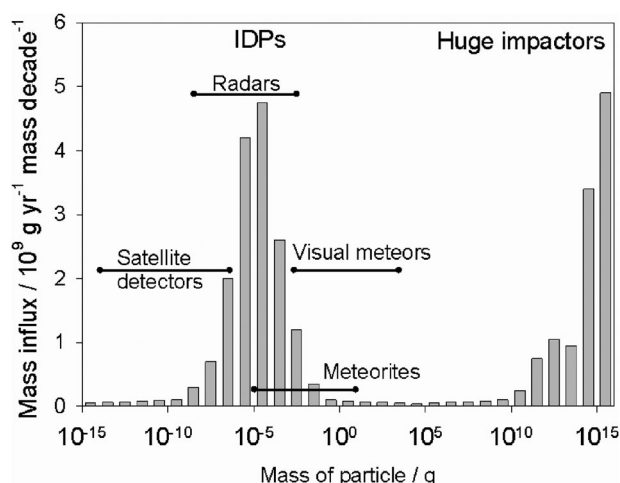 IDPs
Huge impactors
Radars
Satellite
detectors
Visual meteors
Meteorites
Mass influx / 10⁹ g yr⁻¹ mass decade⁻¹
6
5
4
3
2
1
0
10⁻¹⁵ 10⁻¹⁰ 10⁻⁵ 10⁰ 10⁵ 10¹⁰ 10¹⁵
Mass of particle / g